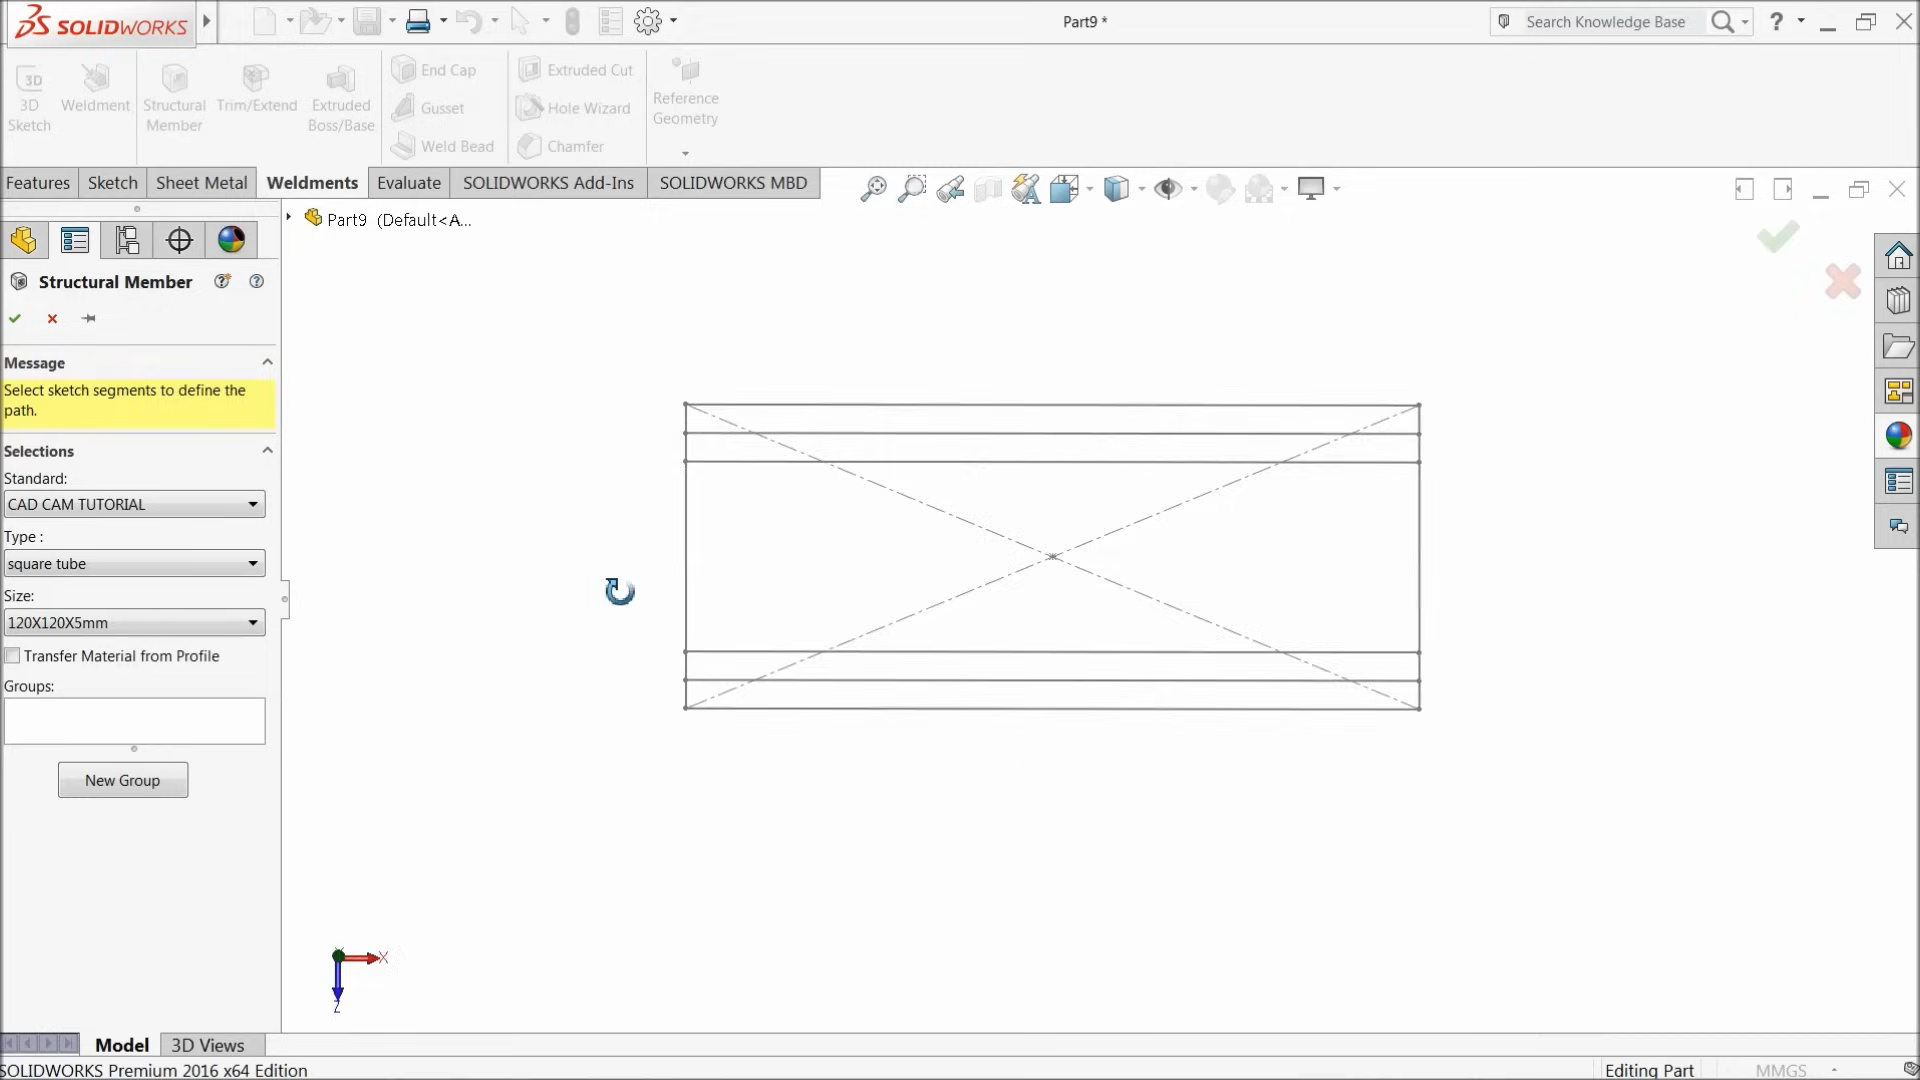 SOLIDWORKS
Part9 *
Search Knowledge Base
?
3D
Sketch
Weldment
Structural
Member
Trim/Extend
Extruded
Boss/Base
End Cap
Gusset
Weld Bead
Extruded Cut
Hole Wizard
Chamfer
Reference
Geometry
Features
Sketch
Sheet Metal
Weldments
Evaluate
SOLIDWORKS Add-Ins
SOLIDWORKS MBD
Part9 (Default<A...
Structural Member
Message
Select sketch segments to define the
path.
Selections
Standard:
CAD CAM TUTORIAL
Type :
square tube
Size:
120X120X5mm
Transfer Material from Profile
Groups:
New Group
X
Z
Model
3D Views
SOLIDWORKS Premium 2016 x64 Edition
Editing Part
MMGS